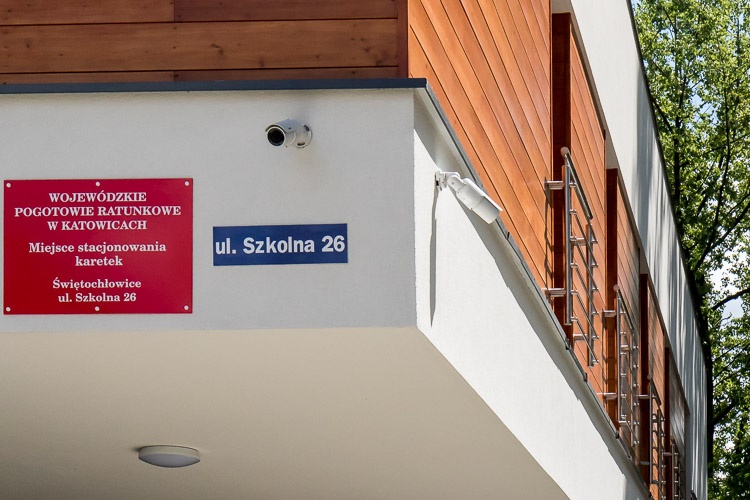 WOJEWÓDZKIE
POGOTOWIE RATUNKOWE
W KATOWICACH
Miejsce stacjonowania
karetek
Świętochłowice
ul. Szkolna 26
ul. Szkolna 26